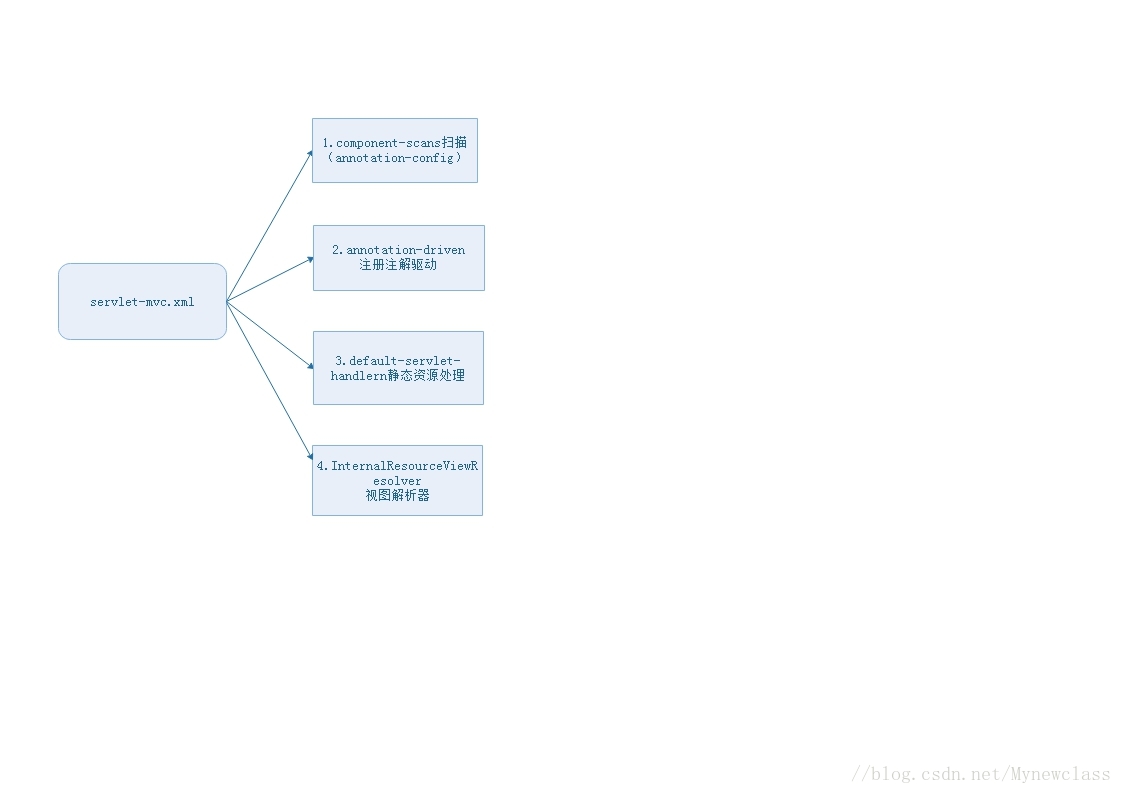 1.component-scans扫描
（annotation-config）
2.annotation-driven
注册注解驱动
servlet-mvc.xml
3.default-servlet-
handlern静态资源处理
4.InternalResourceViewR
esolver
视图解析器
//blog.csdn.net/Mynewclass